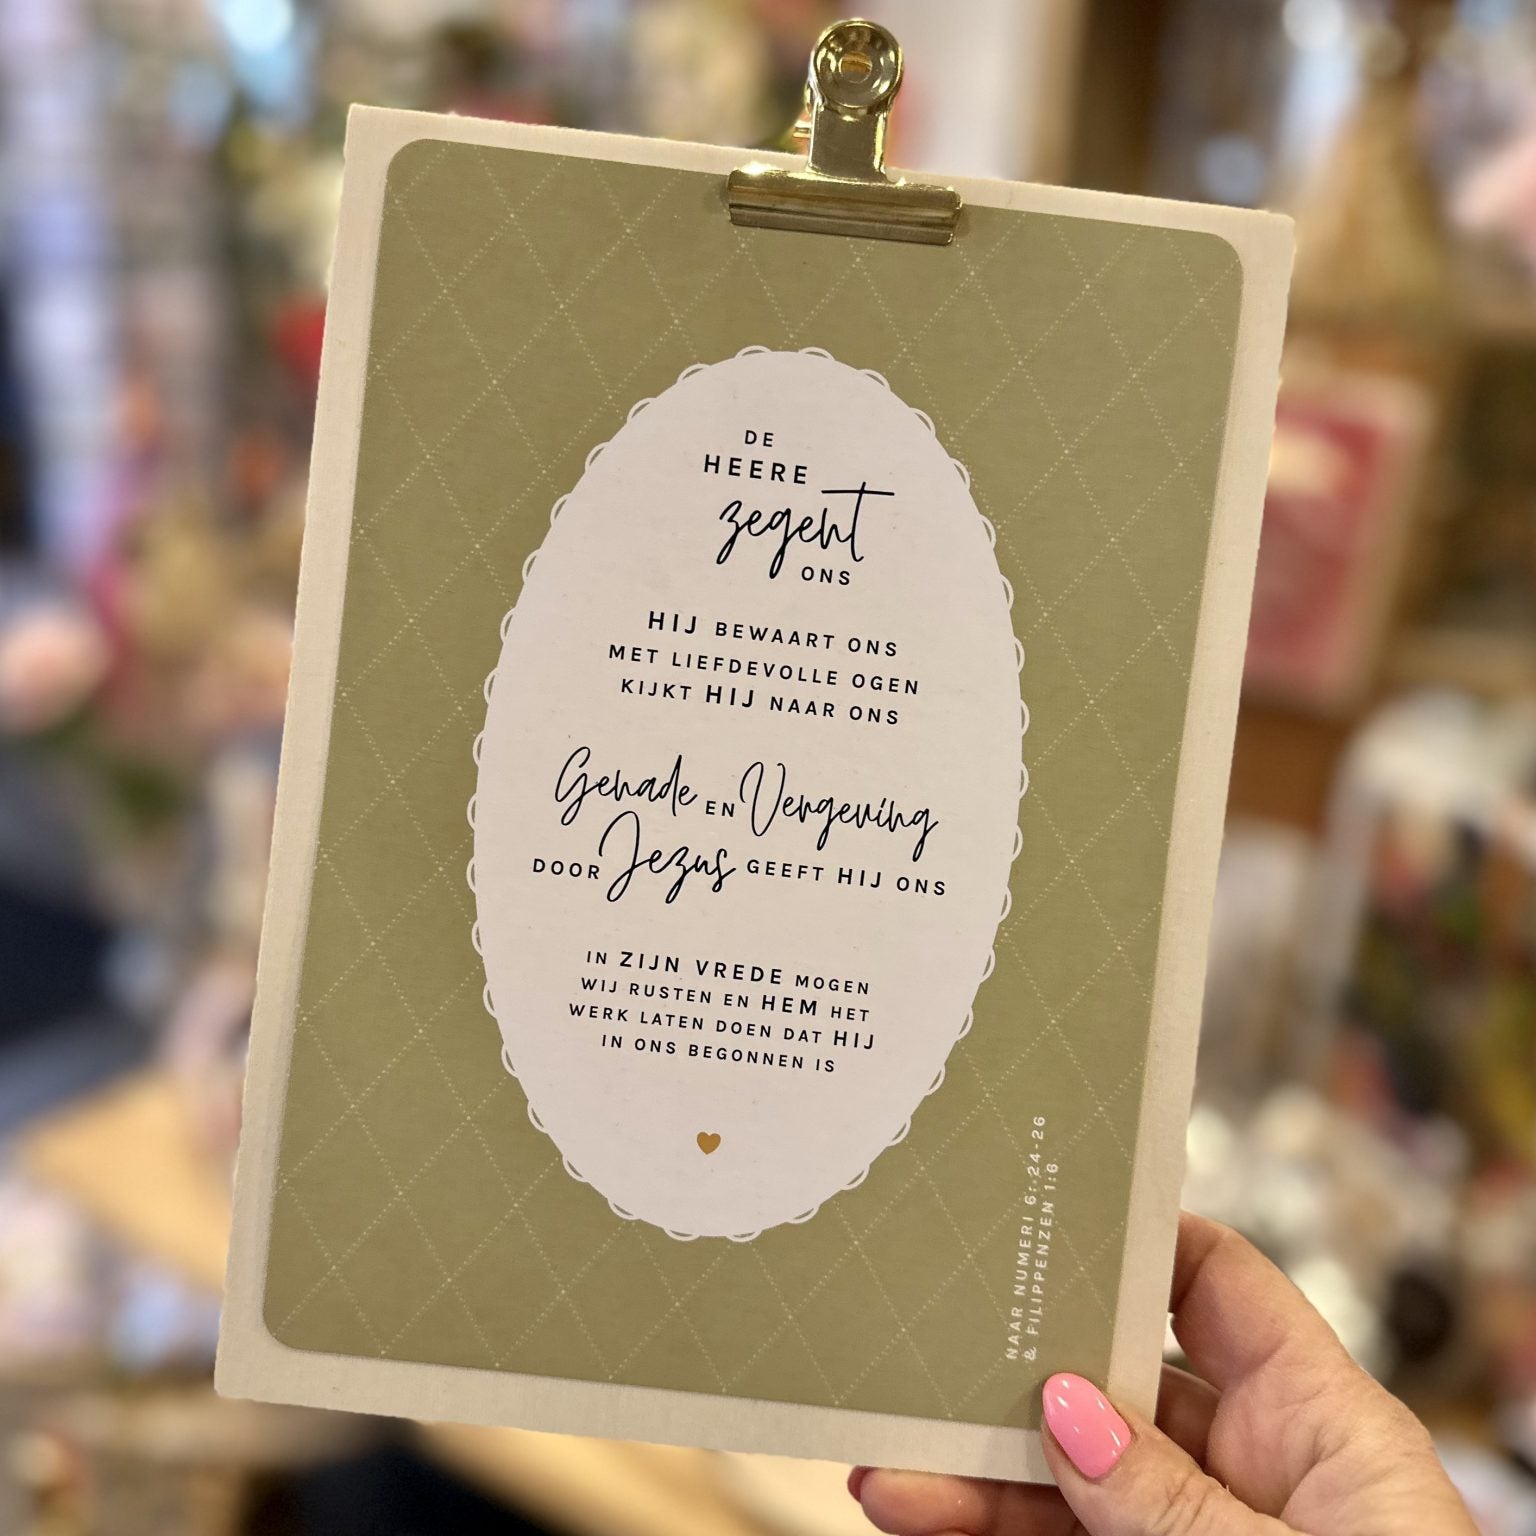 DE
HEERE
zegent
ONS
HIJ BEWAART ONS
MET LIEFDEVOLLE OGEN
KIJKT HIJ NAAR ONS
Genade EN Vergeving
DOOR Jezus GEEFT HIJ ONS
IN ZIJN VREDE MOGEN
WIJ RUSTEN EN HEM HET
WERK LATEN DOEN DAT HIJ
IN ONS BEGONNEN IS
NAAR NUMERI 6:24-26
& FILIPPENZEN 1:6